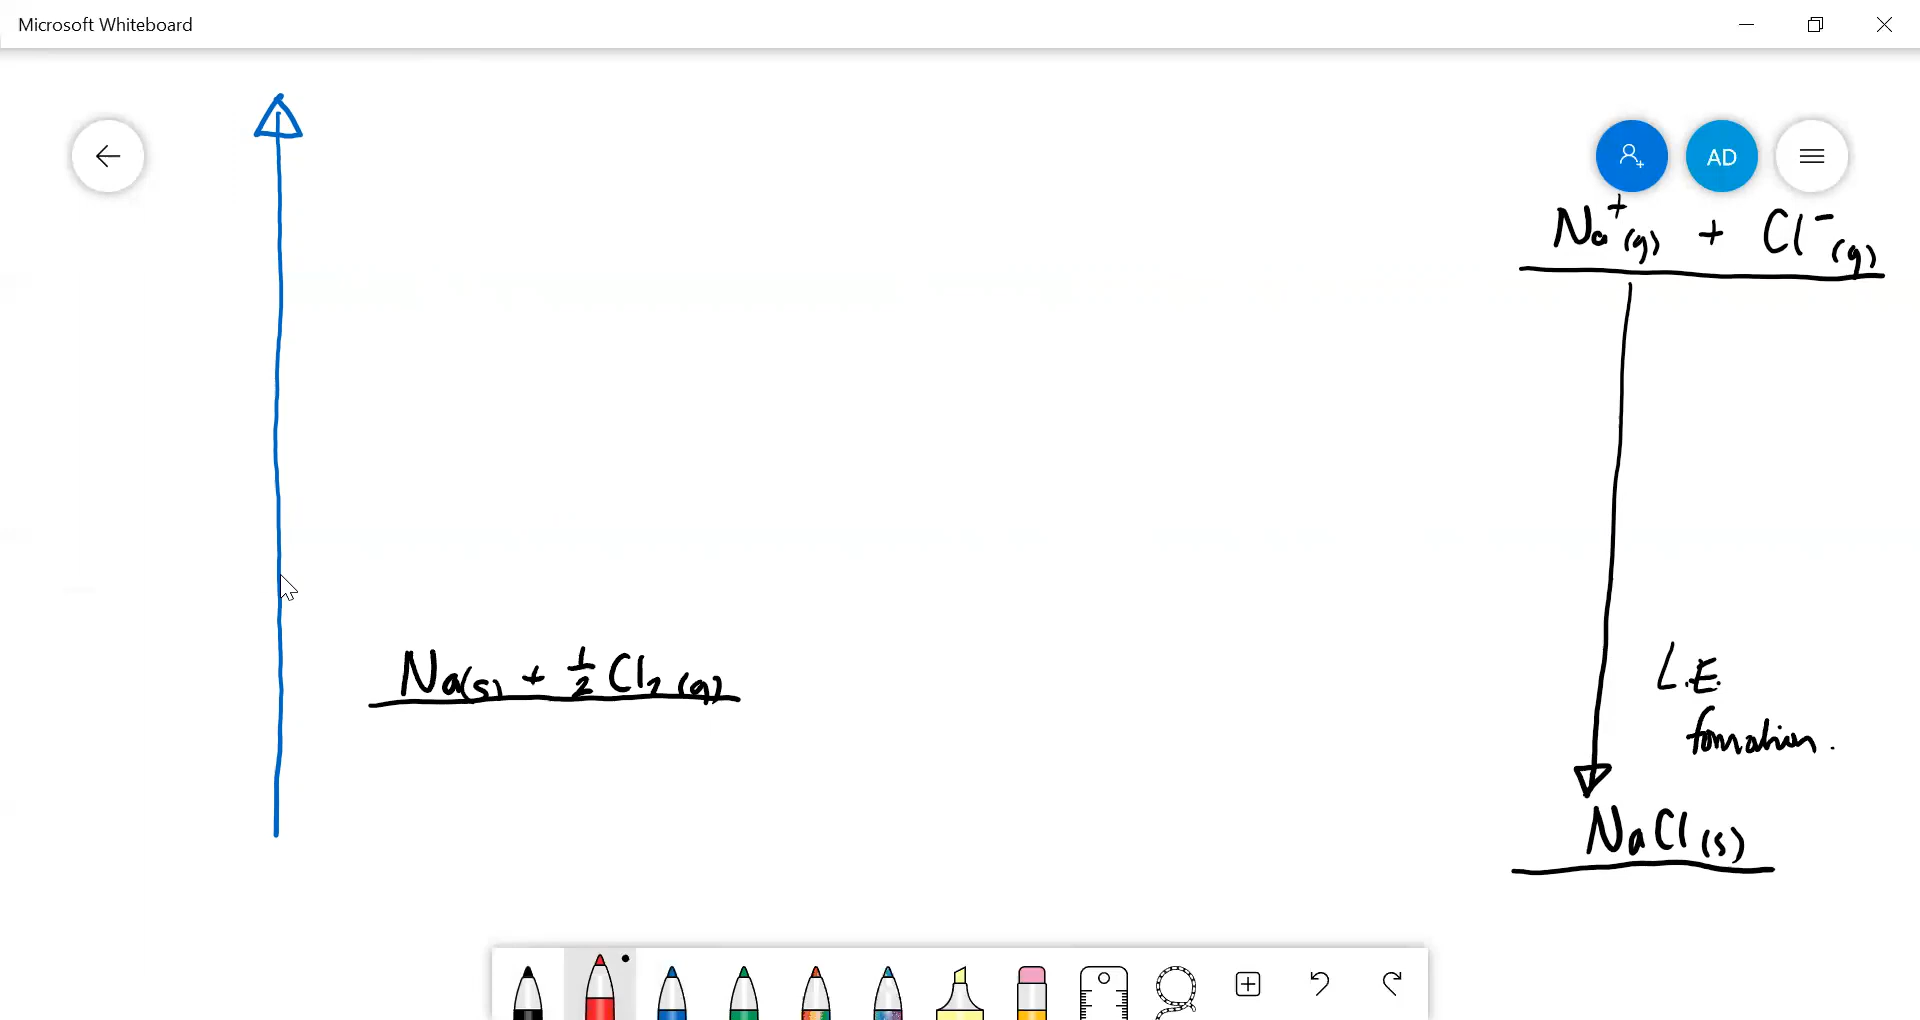 Microsoft Whiteboard
AD
Na⁺(g) + Cl⁻(g)
Na(s) + ½ Cl₂ (g)
L.E.
formation.
NaCl(s)